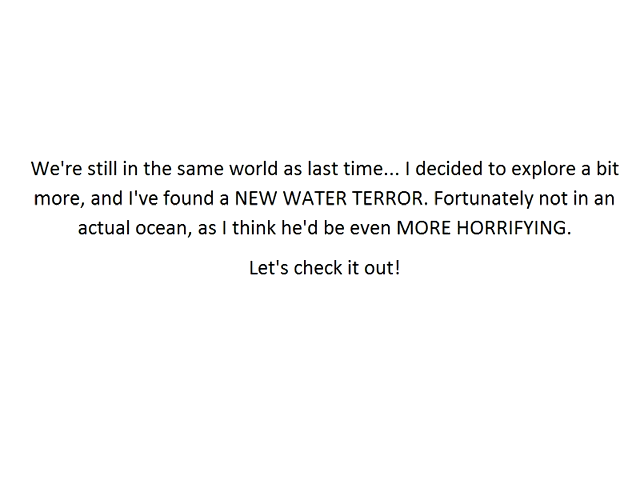 We're still in the same world as last time... I decided to explore a bit
more, and I've found a NEW WATER TERROR. Fortunately not in an
actual ocean, as I think he'd be even MORE HORRIFYING.
Let's check it out!